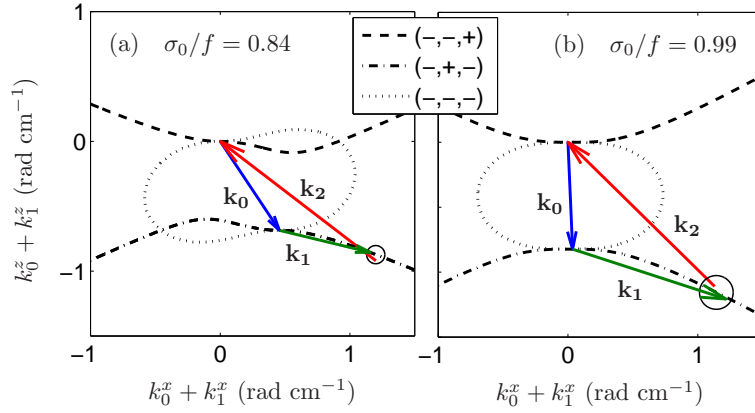 (a) σ₀/f = 0.84
(b) σ₀/f = 0.99
(−,−,+)
(−,+,−)
(−,−,−)
k₀ᶻ + k₁ᶻ (rad cm⁻¹)
1
0
−1
k₀
k₁
k₂
k₀
k₁
k₂
−1
0
1
−1
0
1
k₀ˣ + k₁ˣ (rad cm⁻¹)
k₀ˣ + k₁ˣ (rad cm⁻¹)